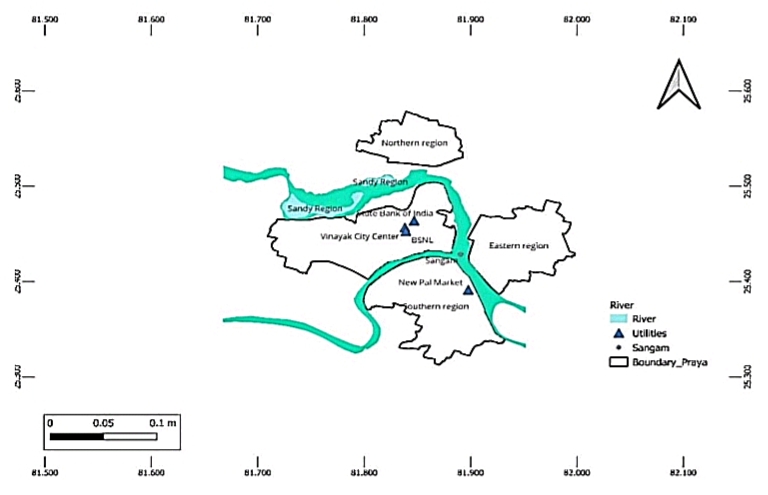 81.500 81.600 81.700 81.800 81.900 82.000 82.100
25.600 25.600
Northern region
25.500 25.500
Sandy Region
Sandy Region
State Bank of India
Vinayak City Center
BSNL
Eastern region
Sangam
25.400 25.400
New Pal Market
Southern region
River
River
Utilities
Sangam
Boundary_Praya
25.300 25.300
0 0.05 0.1 m
81.500 81.600 81.700 81.800 81.900 82.000 82.100